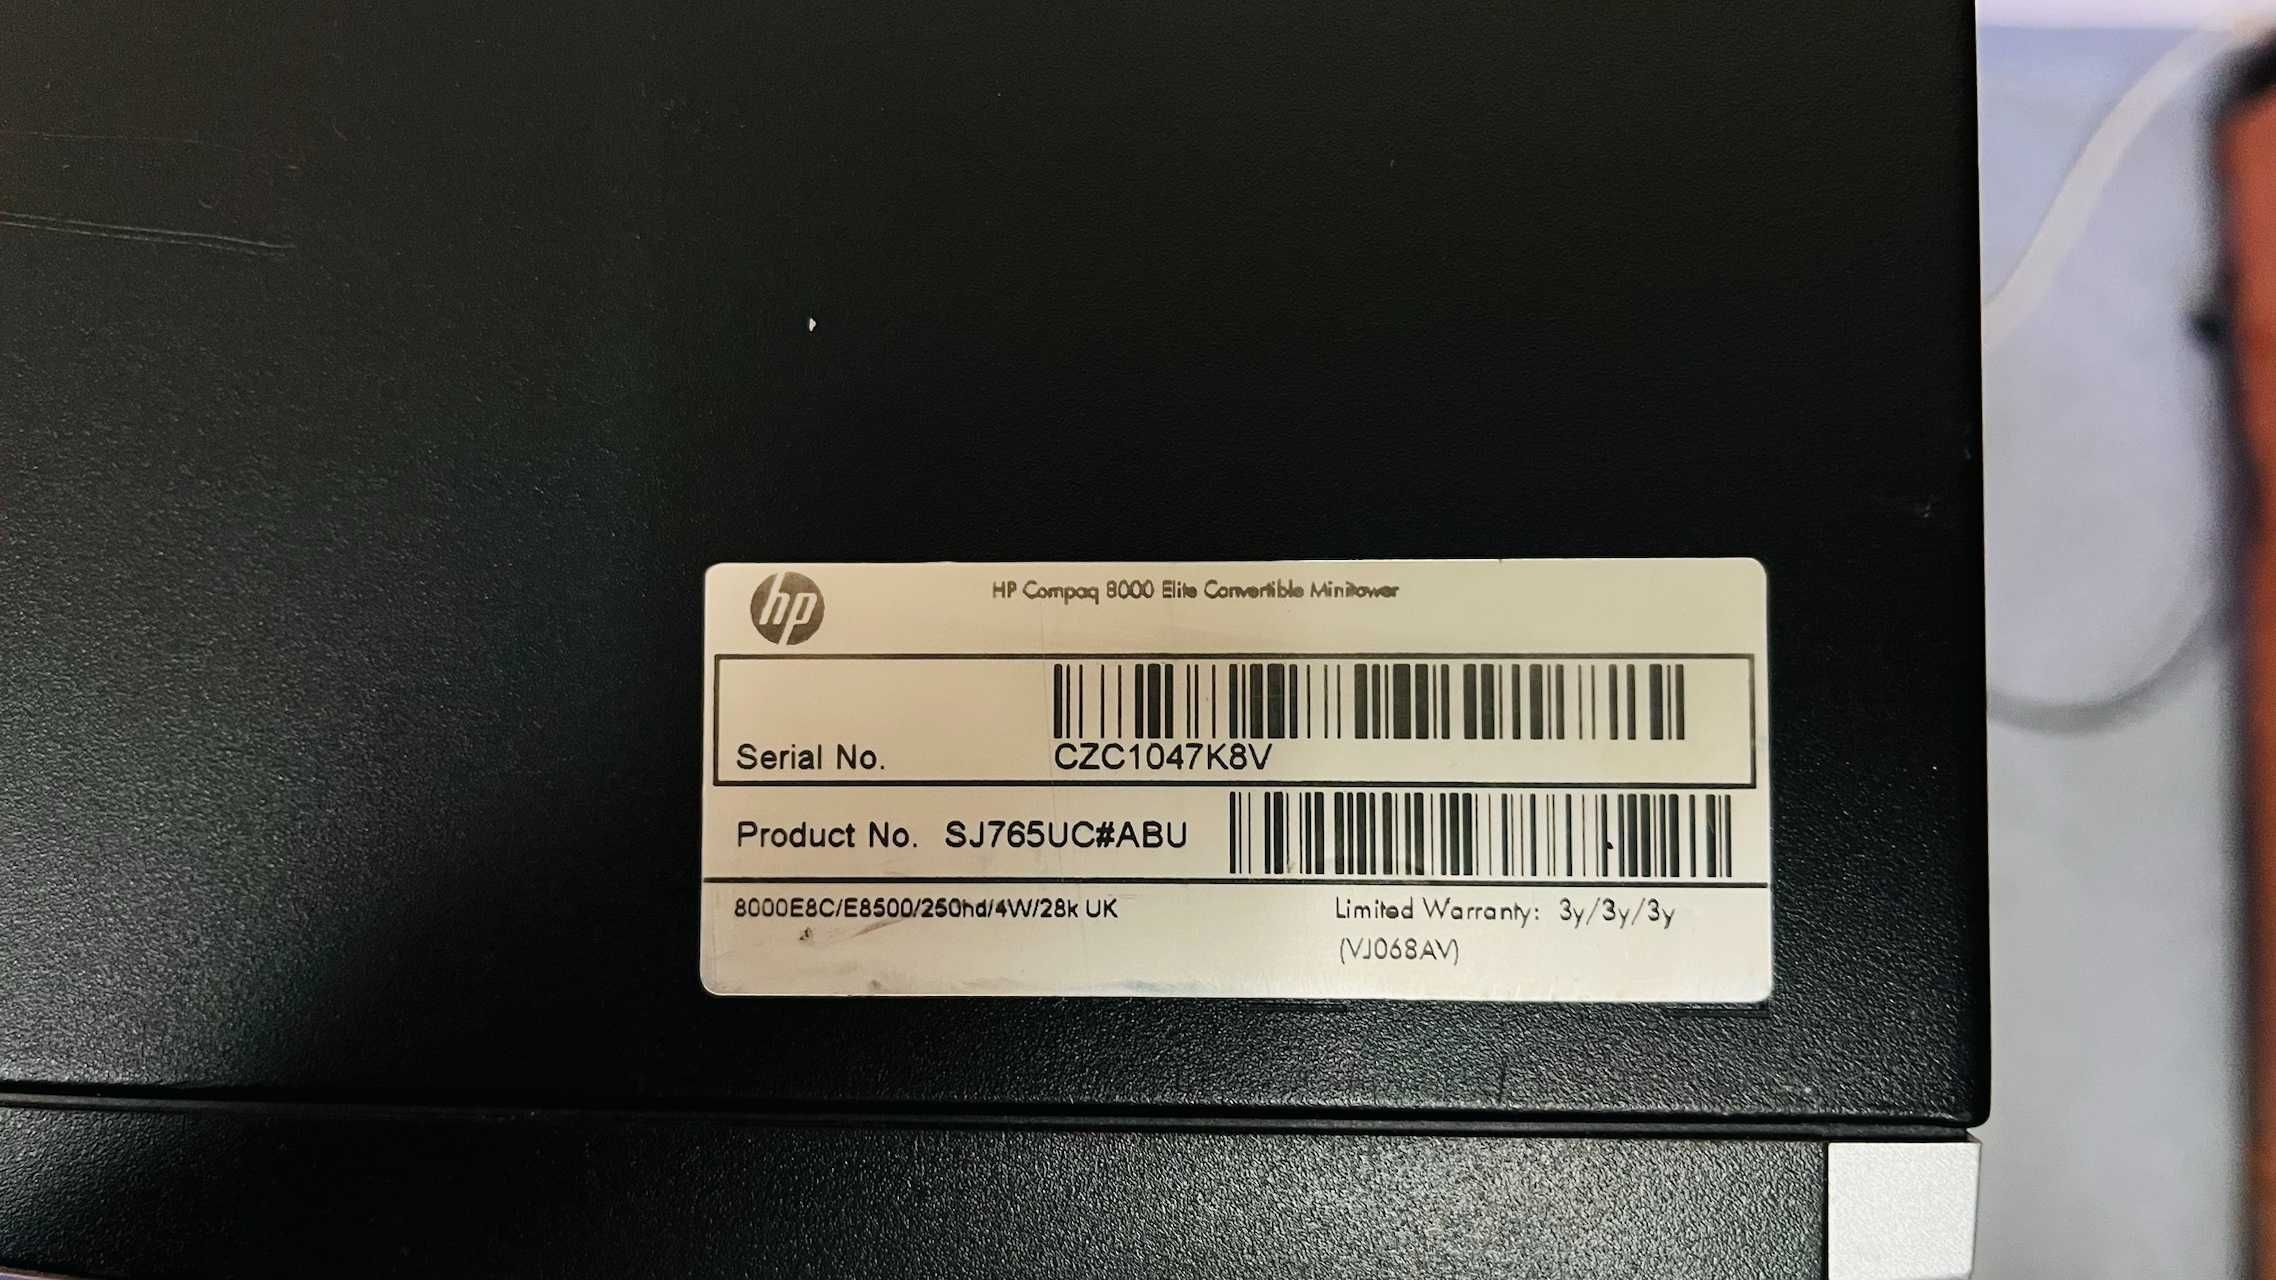 hp
HP Compaq 8000 Elite Convertible Minitower
Serial No. CZC1047K8V
Product No. SJ765UC#ABU
8000E8C/E8500/250hd/4W/28k UK
Limited Warranty: 3y/3y/3y
(VJ068AV)